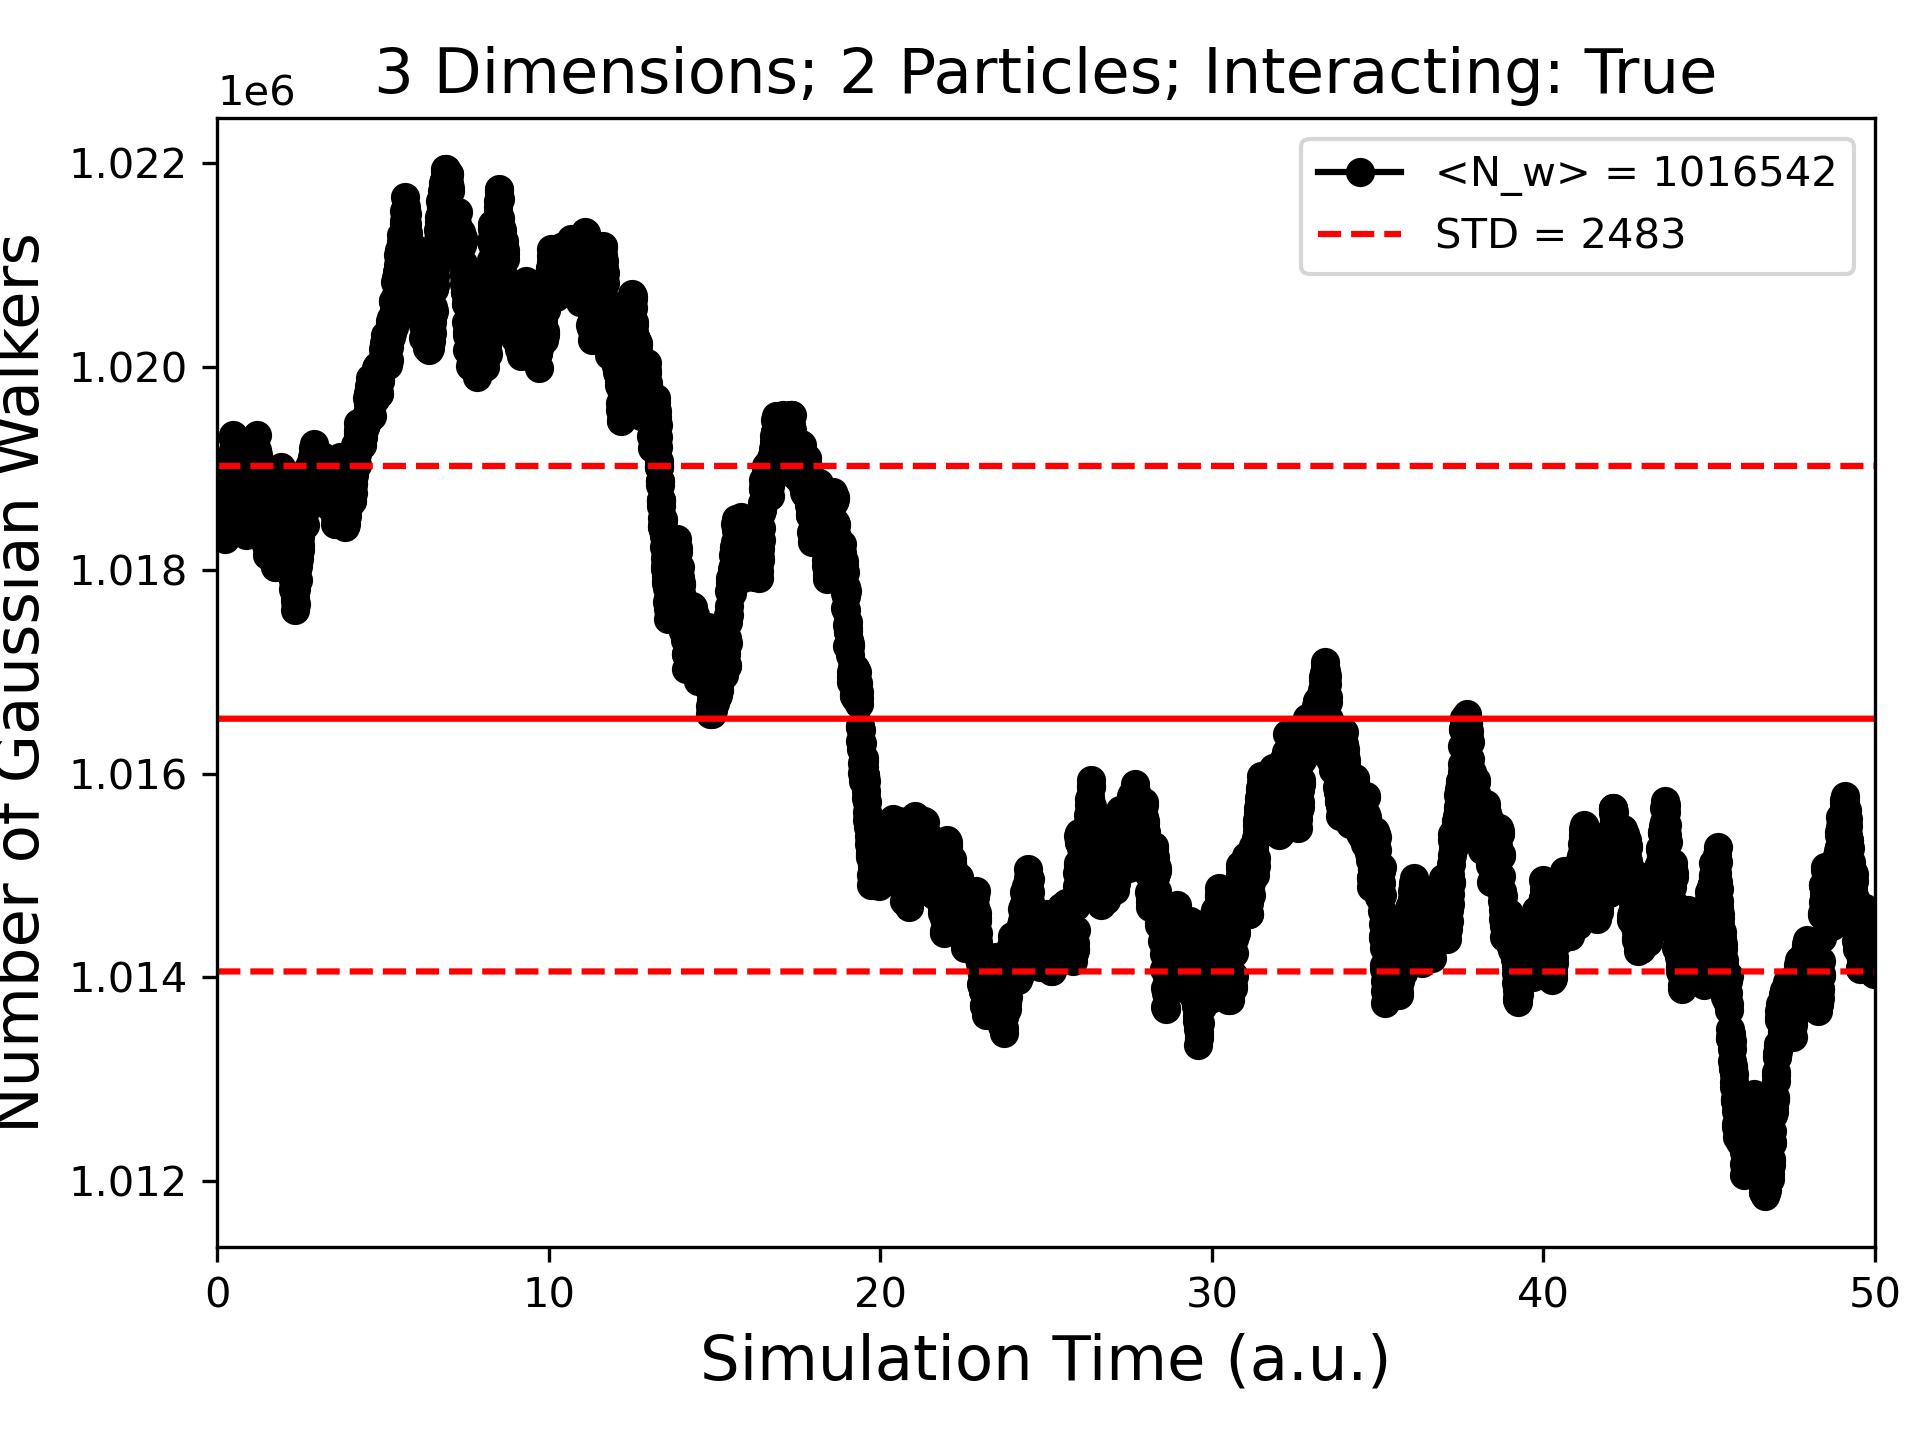 3 Dimensions; 2 Particles; Interacting: True
1e6
<N_w> = 1016542
STD = 2483
Number of Gaussian Walkers
1.022
1.020
1.018
1.016
1.014
1.012
0 10 20 30 40 50
Simulation Time (a.u.)